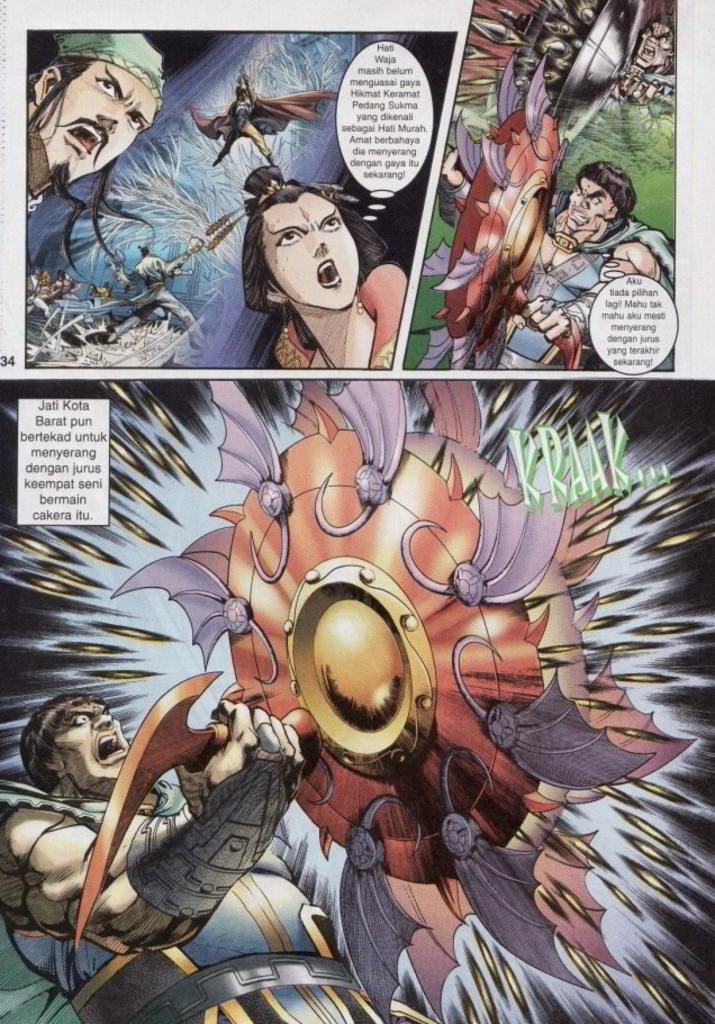 Hati
Waja
masih belum
menguasai gaya
Hikmat Keramat
Pedang Sukma
yang dikenali
sebagai Hati Murah.
Amat berbahaya
dia menyerang
dengan gaya itu
sekarang!
Aku
tiada pilihan
lagi! Mahu tak
mahu aku mesti
menyerang
dengan jurus
yang terakhir
sekarang!
34
Jati Kota
Barat pun
bertekad untuk
menyerang
dengan jurus
keempat seni
bermain
cakera itu.
KRAAK...